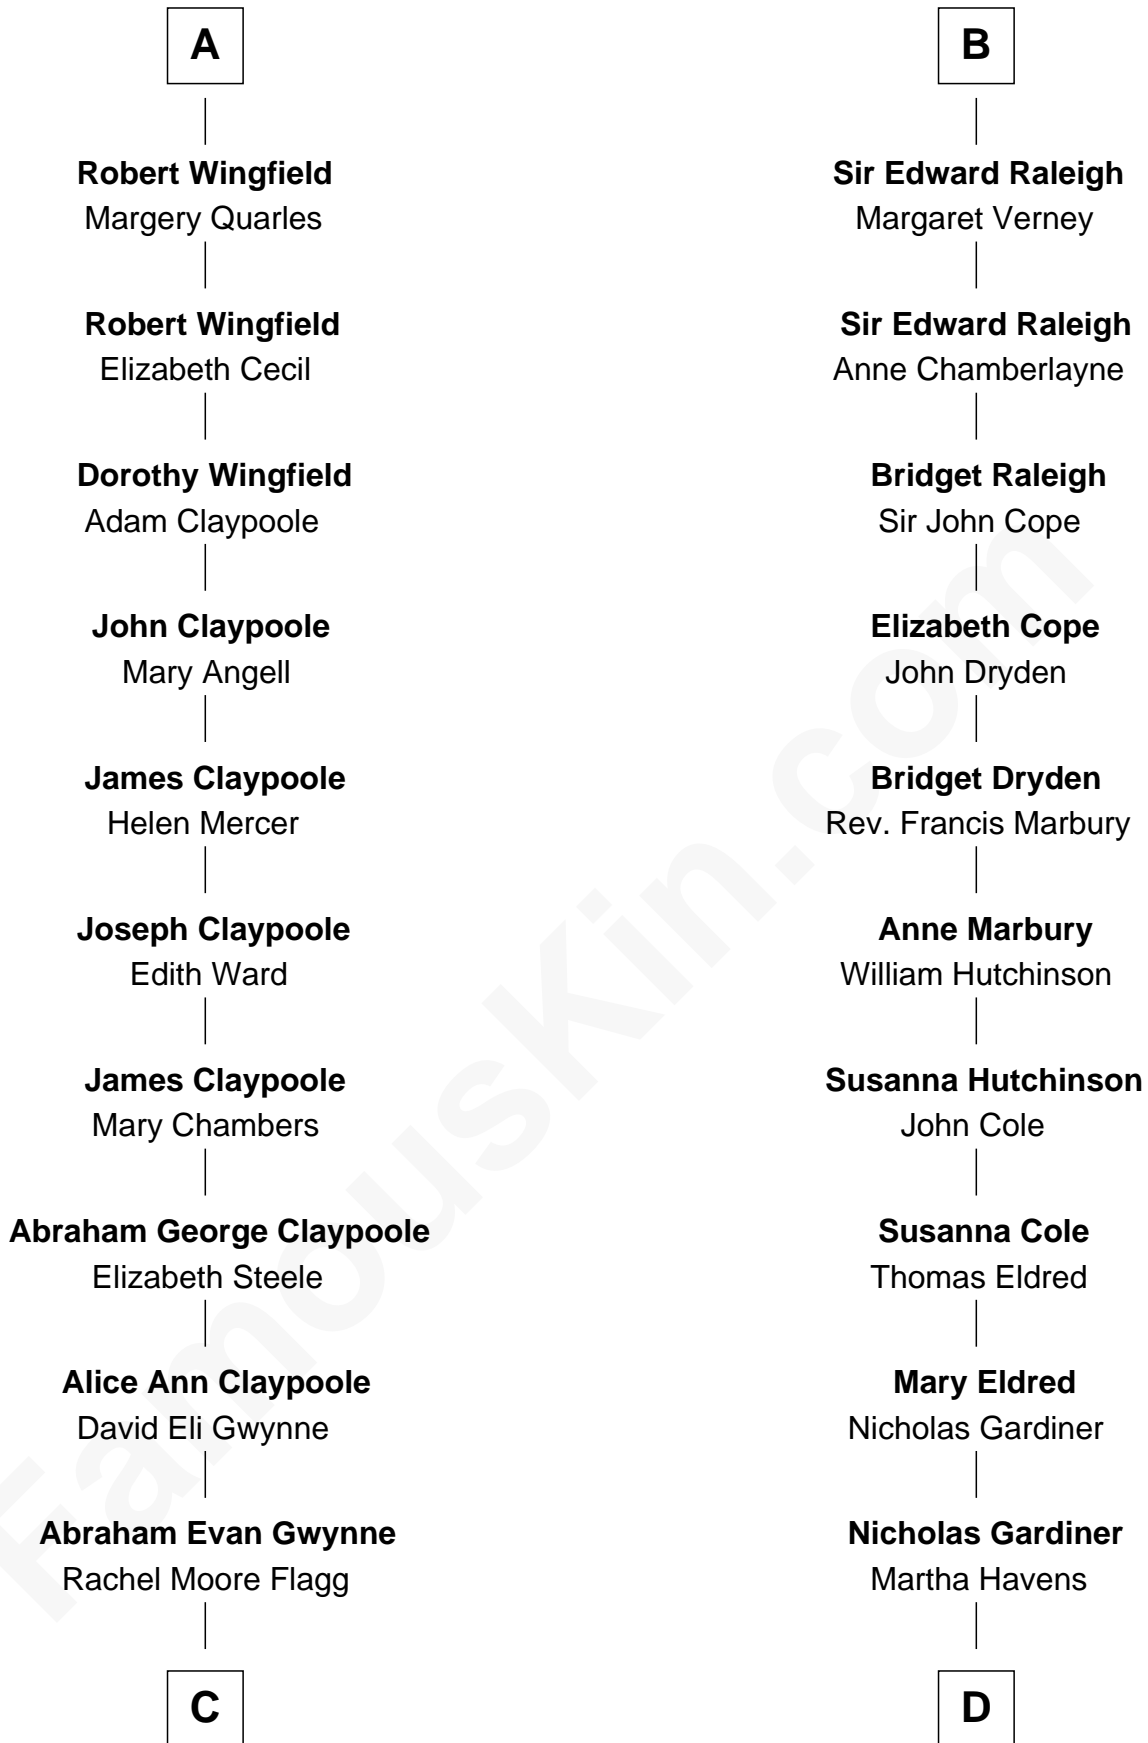 A
Robert Wingfield
Margery Quarles
Robert Wingfield
Elizabeth Cecil
Dorothy Wingfield
Adam Claypoole
John Claypoole
Mary Angell
James Claypoole
Helen Mercer
Joseph Claypoole
Edith Ward
James Claypoole
Mary Chambers
Abraham George Claypoole
Elizabeth Steele
Alice Ann Claypoole
David Eli Gwynne
Abraham Evan Gwynne
Rachel Moore Flagg
C
B
Sir Edward Raleigh
Margaret Verney
Sir Edward Raleigh
Anne Chamberlayne
Bridget Raleigh
Sir John Cope
Elizabeth Cope
John Dryden
Bridget Dryden
Rev. Francis Marbury
Anne Marbury
William Hutchinson
Susanna Hutchinson
John Cole
Susanna Cole
Thomas Eldred
Mary Eldred
Nicholas Gardiner
Nicholas Gardiner
Martha Havens
D
FamousKin.com